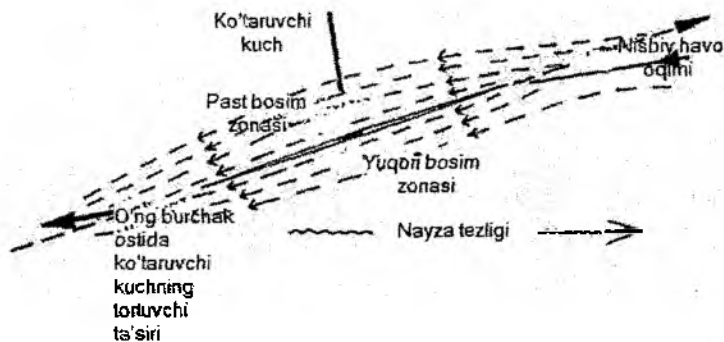 Ko'taruvchi
kuch
Nisbiy havo
oqimi
Past bosim
zonasi
Yuqori bosim
zonasi
O'ng burchak
ostida
ko'taruvchi
kuchning
tortuvchi
ta'siri
Nayza tezligi